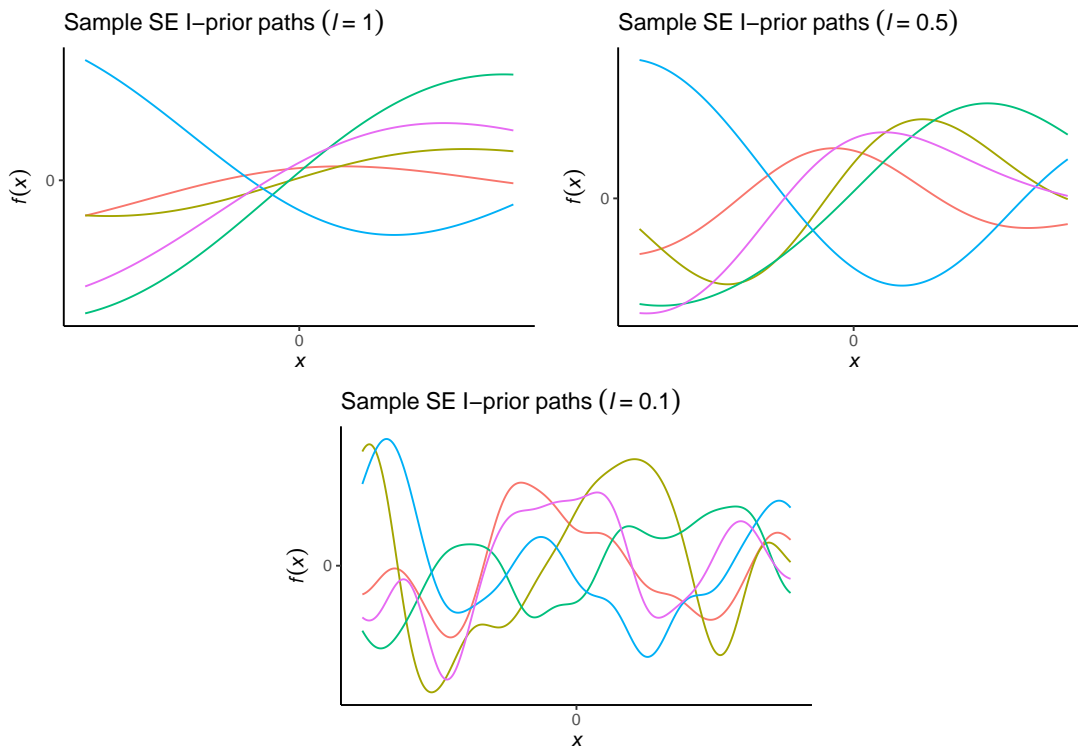 Sample SE I−prior paths (l = 1)
f(x)
0
0
x
Sample SE I−prior paths (l = 0.5)
f(x)
0
0
x
Sample SE I−prior paths (l = 0.1)
f(x)
0
0
x